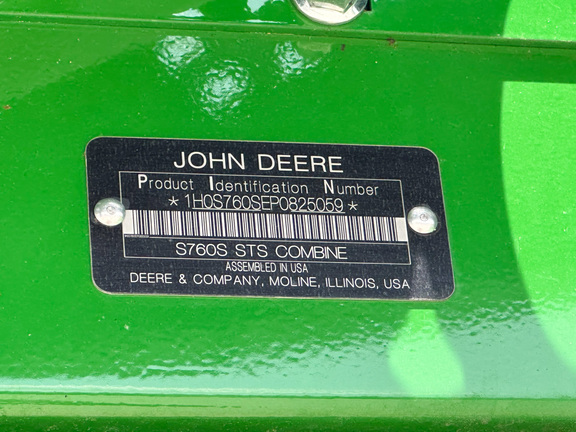 JOHN DEERE
Product Identification Number
*1H0S760SEP0825059*
S760S STS COMBINE
ASSEMBLED IN USA
DEERE & COMPANY, MOLINE, ILLINOIS, USA